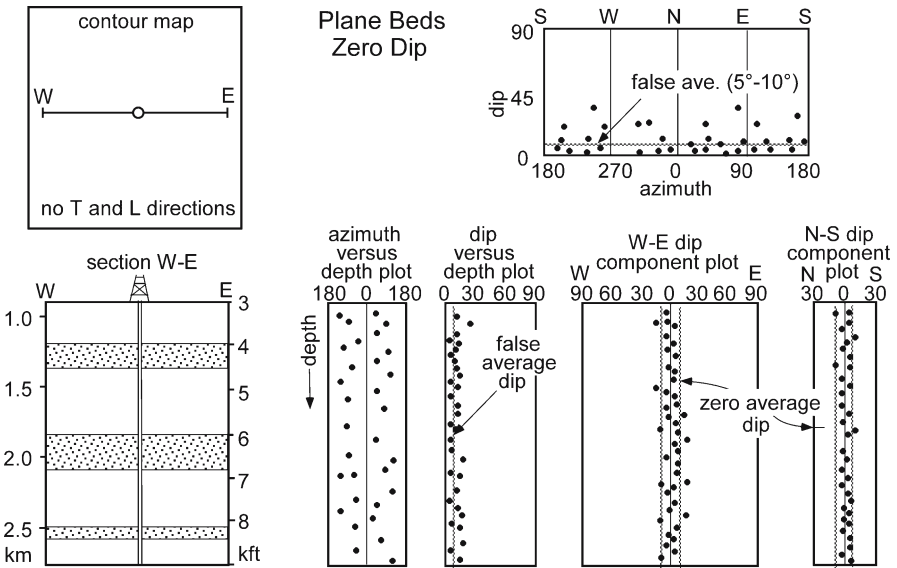 contour map
W E
no T and L directions
Plane Beds
Zero Dip
S W N E S
90
45
0
dip
false ave. (5°-10°)
180 270 0 90 180
azimuth
section W-E
W E
1.0
1.5
2.0
2.5
km
3
4
5
6
7
8
kft
azimuth
versus
depth plot
180 0 180
depth
dip
versus
depth plot
0 30 60 90
false
average
dip
W-E dip
component plot
W E
90 60 30 0 30 60 90
zero average
dip
N-S dip
component
N plot S
30 0 30